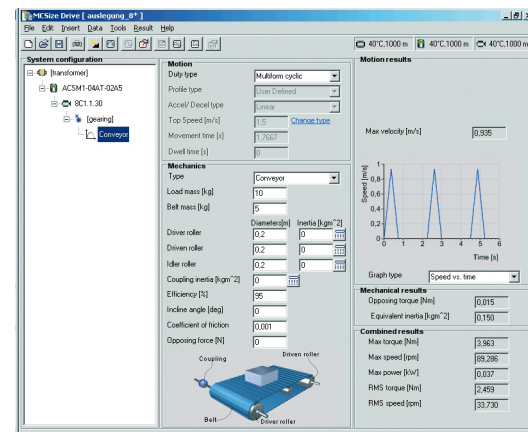 MCSize Drive [ auslegung_8* ]
File Edit Insert Data Tools Result Help
40°C,1000 m 40°C,1000 m 40°C,1000 m
System configuration
[transformer]
ACSM1-04AT-02A5
8C1.1.30
[gearing]
Conveyor
Motion
Duty type Multiform cyclic
Profile type User Defined
Accel/ Decel type Linear
Top Speed [m/s] 1,5 Change type
Movement time [s] 1,7667
Dwell time [s] 0
Mechanics
Type Conveyor
Load mass [kg] 10
Belt mass [kg] 5
Diameters[m] Inertia [kgm^2]
Driver roller 0,2 0
Driven roller 0,2 0
Idler roller 0,2 0
Coupling inertia [kgm^2] 0
Efficiency [%] 95
Incline angle [deg] 0
Coefficient of friction 0,001
Opposing force [N] 0
Coupling
Driven roller
Belt
Driver roller
Motion results
Max velocity [m/s] 0,935
Speed [m/s]
1
0,8
0,6
0,4
0,2
0
0 1 2 3 4 5 6
Time [s]
Graph type Speed vs. time
Mechanical results
Opposing torque [Nm] 0,015
Equivalent inertia [kgm^2] 0,150
Combined results
Max torque [Nm] 3,963
Max speed [rpm] 89,286
Max power [kW] 0,037
RMS torque [Nm] 2,459
RMS speed [rpm] 33,730